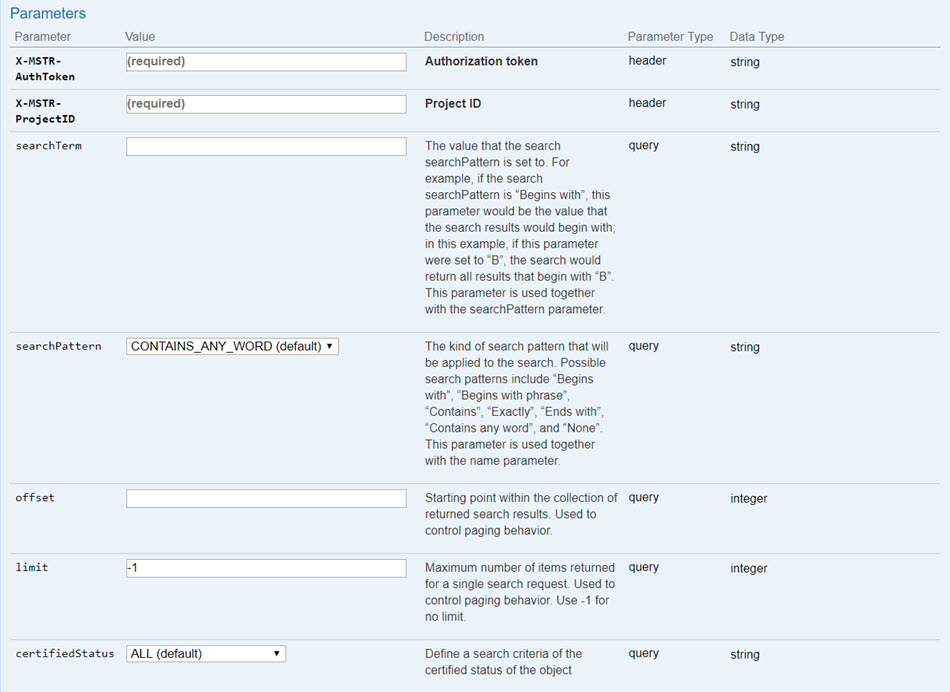 Parameters
Parameter Value Description Parameter Type Data Type
X-MSTR-AuthToken (required) Authorization token header string
X-MSTR-ProjectID (required) Project ID header string
searchTerm The value that the search query string
searchPattern is set to. For
example, if the search
searchPattern is “Begins with”, this
parameter would be the value that
the search results would begin with;
in this example, if this parameter
were set to “B”, the search would
return all results that begin with “B”.
This parameter is used together
with the searchPattern parameter.
searchPattern CONTAINS_ANY_WORD (default) The kind of search pattern that will query string
be applied to the search. Possible
search patterns include “Begins
with”, “Begins with phrase”,
“Contains”, “Exactly”, “Ends with”,
“Contains any word”, and “None”.
This parameter is used together
with the name parameter.
offset Starting point within the collection of query integer
returned search results. Used to
control paging behavior.
limit -1 Maximum number of items returned query integer
for a single search request. Used to
control paging behavior. Use -1 for
no limit.
certifiedStatus ALL (default) Define a search criteria of the query string
certified status of the object